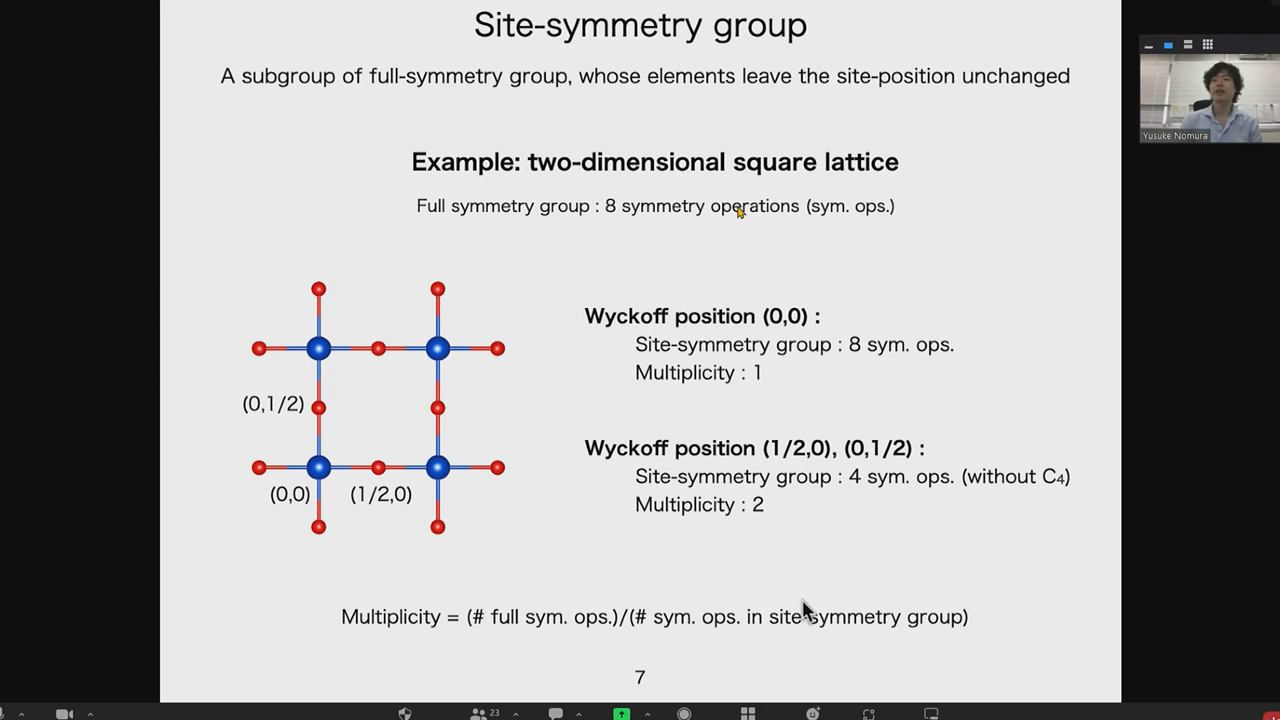 Site-symmetry group
A subgroup of full-symmetry group, whose elements leave the site-position unchanged
Yusuke Nomura
Example: two-dimensional square lattice
Full symmetry group : 8 symmetry operations (sym. ops.)
Wyckoff position (0,0) :
Site-symmetry group : 8 sym. ops.
Multiplicity : 1
(0,1/2)
Wyckoff position (1/2,0), (0,1/2) :
Site-symmetry group : 4 sym. ops. (without C₄)
(0,0)
(1/2,0)
Multiplicity : 2
Multiplicity = (# full sym. ops.)/(# sym. ops. in site-symmetry group)
7
23